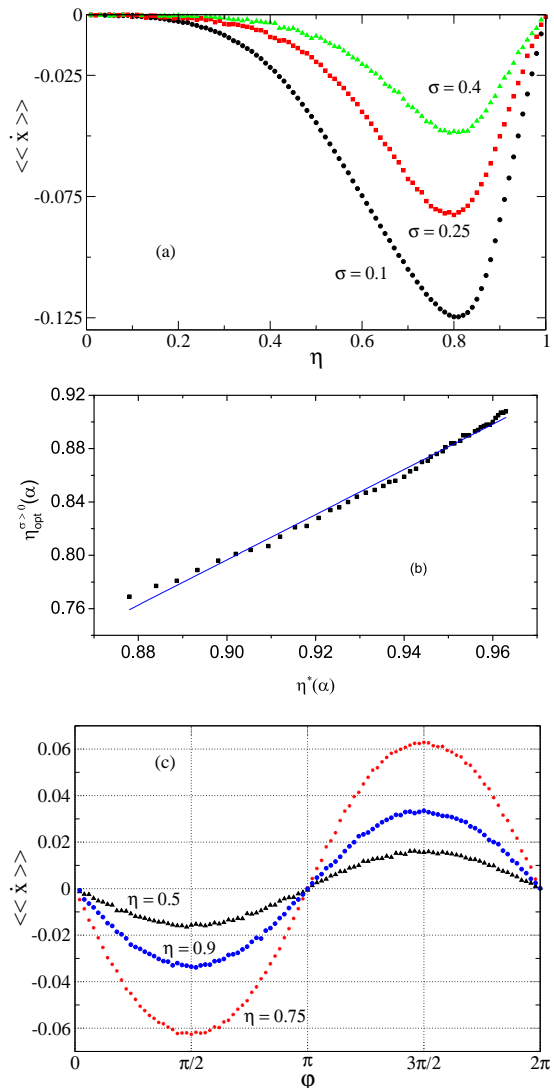 0
-0.025
-0.075
-0.125
<< ẋ >>
σ = 0.4
σ = 0.25
σ = 0.1
(a)
0 0.2 0.4 0.6 0.8 1
η
0.92
0.88
0.84
0.80
0.76
η_opt^{σ > 0}(α)
(b)
0.88 0.90 0.92 0.94 0.96
η*(α)
0.06
0.04
0.02
0
-0.02
-0.04
-0.06
<< ẋ >>
(c)
η = 0.5
η = 0.9
η = 0.75
0 π/2 π 3π/2 2π
φ